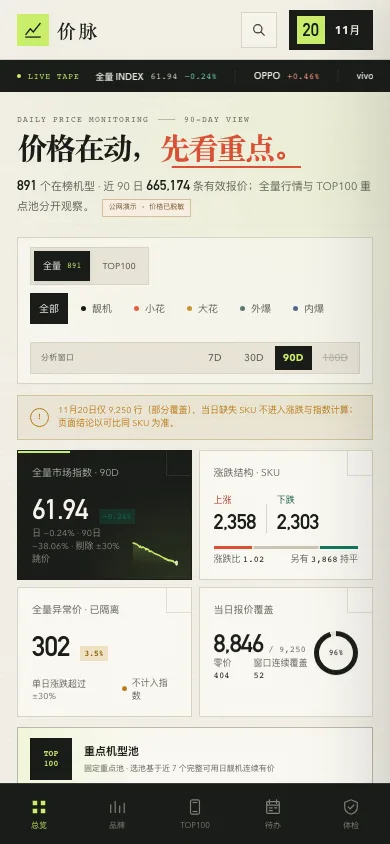 价脉
20 11月
LIVE TAPE 全量 INDEX 61.94 −0.24% OPPO +0.46% vivo
DAILY PRICE MONITORING —— 90-DAY VIEW
价格在动，先看重点。
891 个在榜机型 · 近 90 日 665,174 条有效报价；全量行情与 TOP100 重
点池分开观察。 公网演示 · 价格已脱敏
全量 891 TOP100
全部 靓机 小花 大花 外爆 内爆
分析窗口 7D 30D 90D 180D
! 11月20日仅 9,250 行（部分覆盖），当日缺失 SKU 不进入涨跌与指数计算；
页面结论以可比同 SKU 为准。
全量市场指数 · 90D
61.94 −0.24%
日 −0.24% · 90日
−38.06% · 剔除 ±30%
跳价
涨跌结构 · SKU
上涨 下跌
2,358 2,303
涨跌比 1.02 另有 3,868 持平
全量异常价 · 已隔离
302 3.5%
单日涨跌超过
±30%
不计入指
数
当日报价覆盖
8,846 / 9,250
96%
零价 窗口连续覆盖
404 52
TOP
100
重点机型池
固定重点池 · 选池基于近 7 个完整可用日靓机连续有价
总览 品牌 TOP100 待办 体检